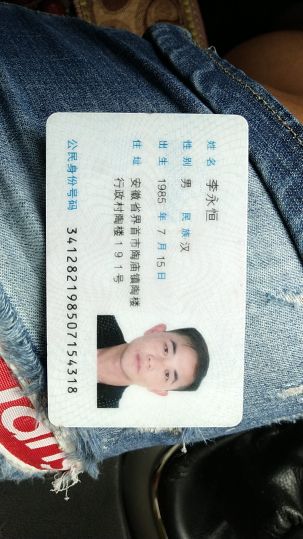 姓名 李永恒
性别 男 民族 汉
出生 1985 年 7 月 15 日
住址 安徽省界首市陶庙镇陶楼
行政村陶楼191号
公民身份号码 341282198507154318